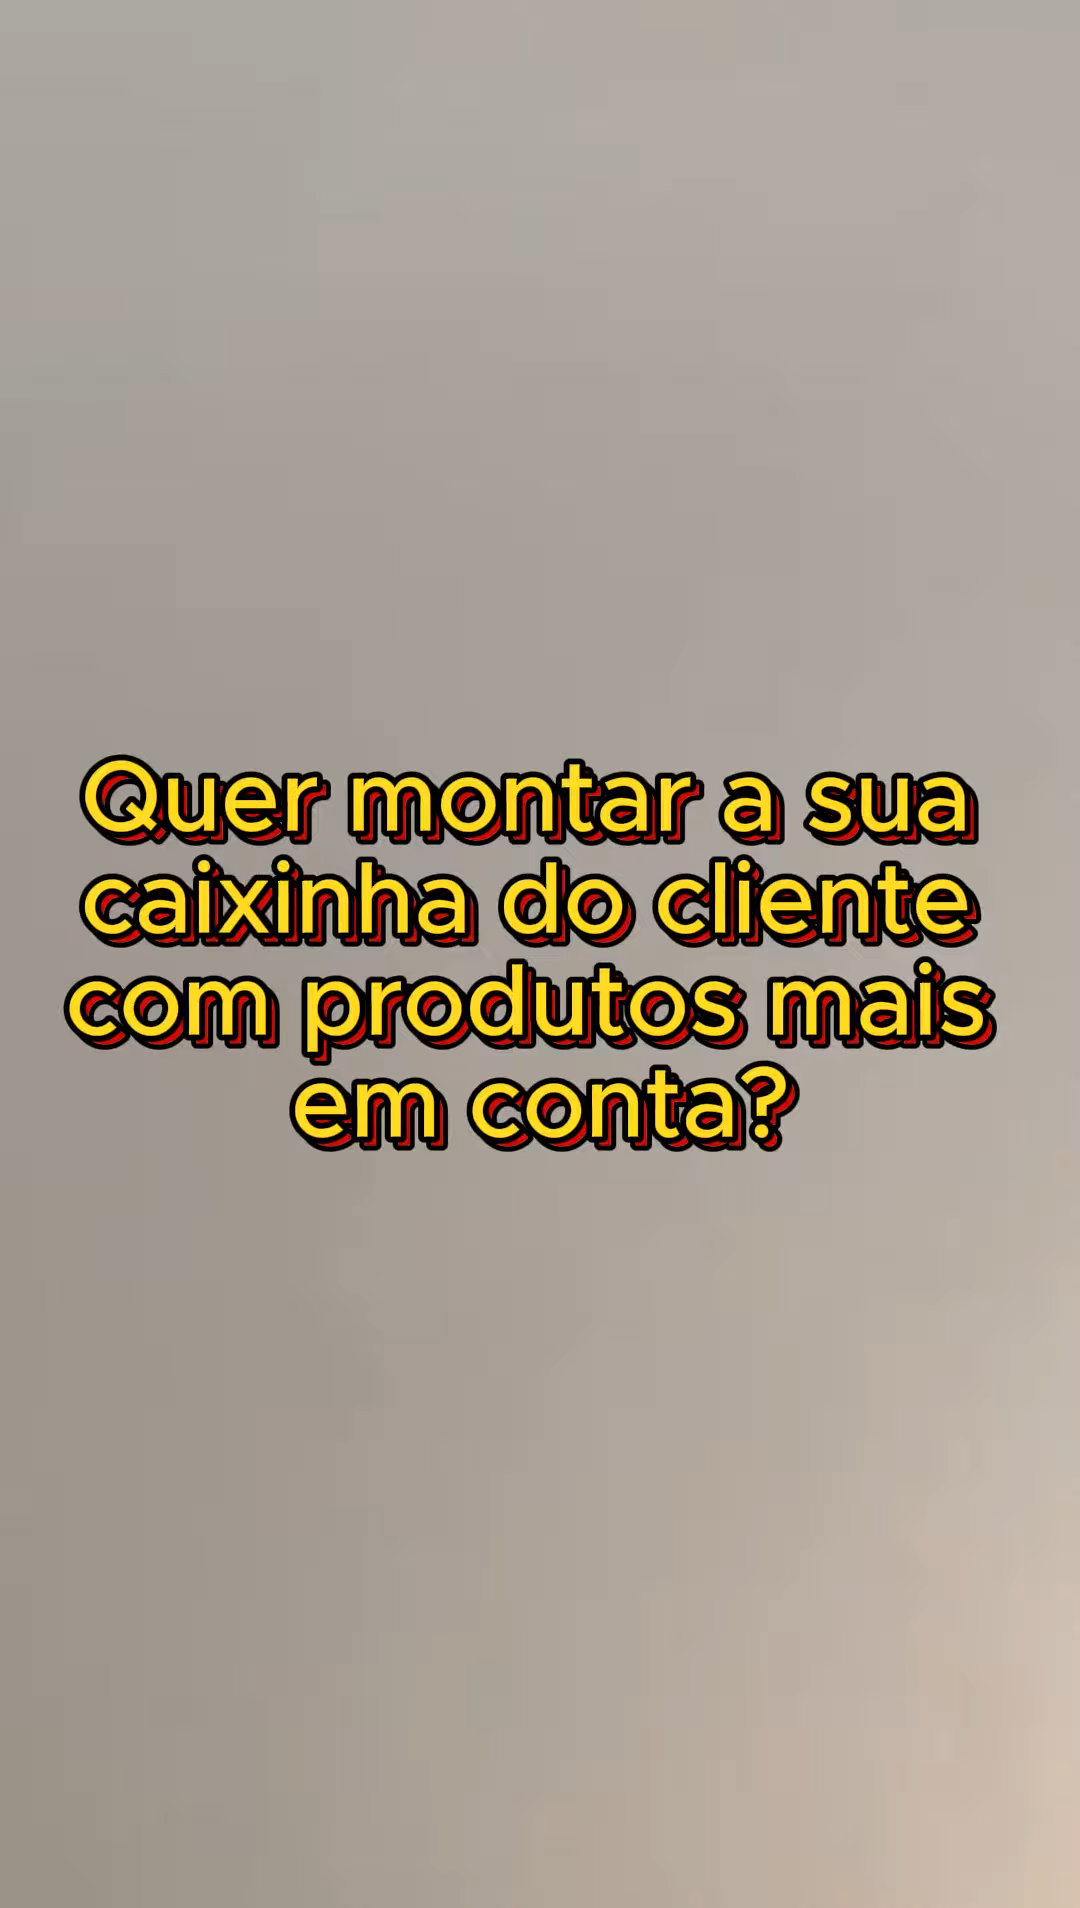 Quer montar a sua
caixinha do cliente
com produtos mais
em conta?